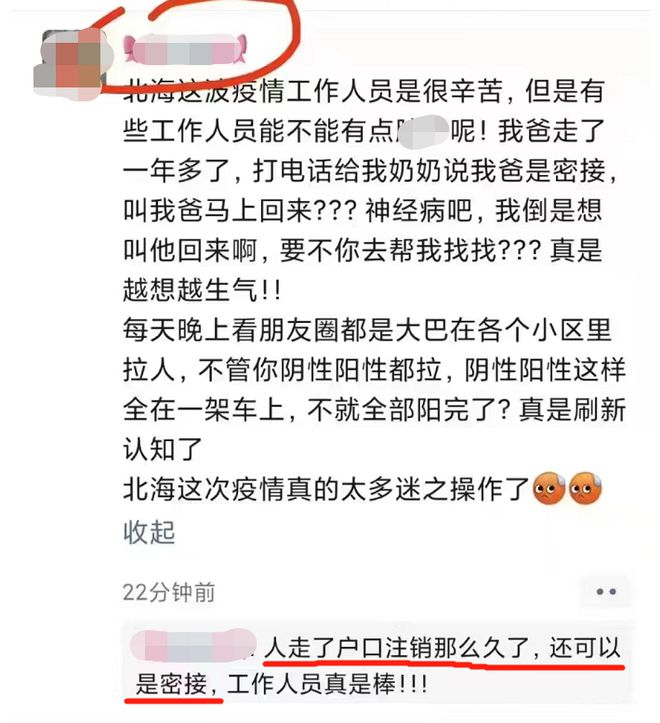 北海这波疫情工作人员是很辛苦，但是有
些工作人员能不能有点 呢！我爸走了
一年多了，打电话给我奶奶说我爸是密接，
叫我爸马上回来???神经病吧，我倒是想
叫他回来啊，要不你去帮我找找???真是
越想越生气!!
每天晚上看朋友圈都是大巴在各个小区里
拉人，不管你阴性阳性都拉，阴性阳性这样
全在一架车上，不就全部阳完了?真是刷新
认知了
北海这次疫情真的太多迷之操作了
收起
22分钟前
人走了户口注销那么久了，还可以
是密接，工作人员真是棒!!!